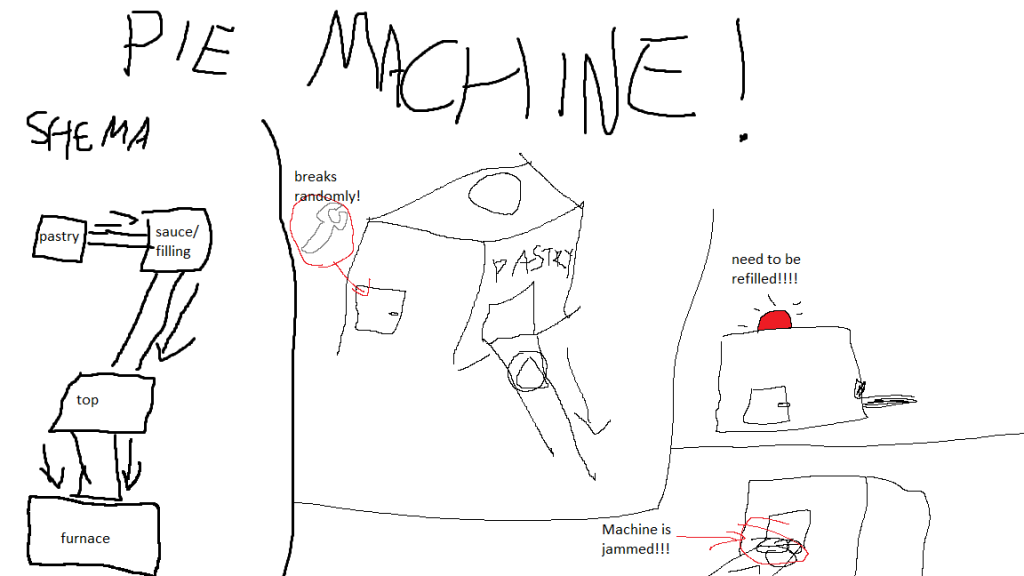 PIE MACHINE!
SHEMA
pastry
sauce/
filling
top
furnace
breaks
randomly!
PASTRY
need to be
refilled!!!!
Machine is
jammed!!!